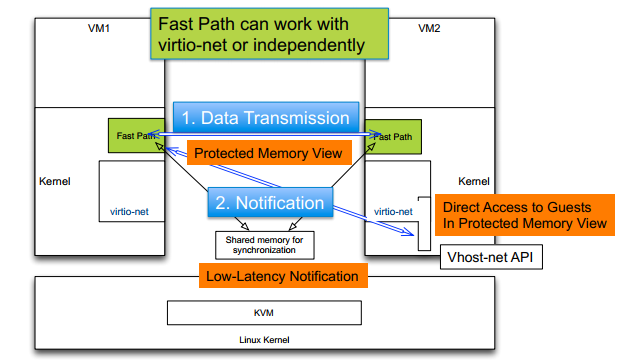 VM1
Fast Path can work with
virtio-net or independently
VM2
1. Data Transmission
Fast Path
Fast Path
Protected Memory View
Kernel
Kernel
2. Notification
virtio-net
virtio-net
Direct Access to Guests
In Protected Memory View
Shared memory for
synchronization
Vhost-net API
Low-Latency Notification
KVM
Linux Kernel